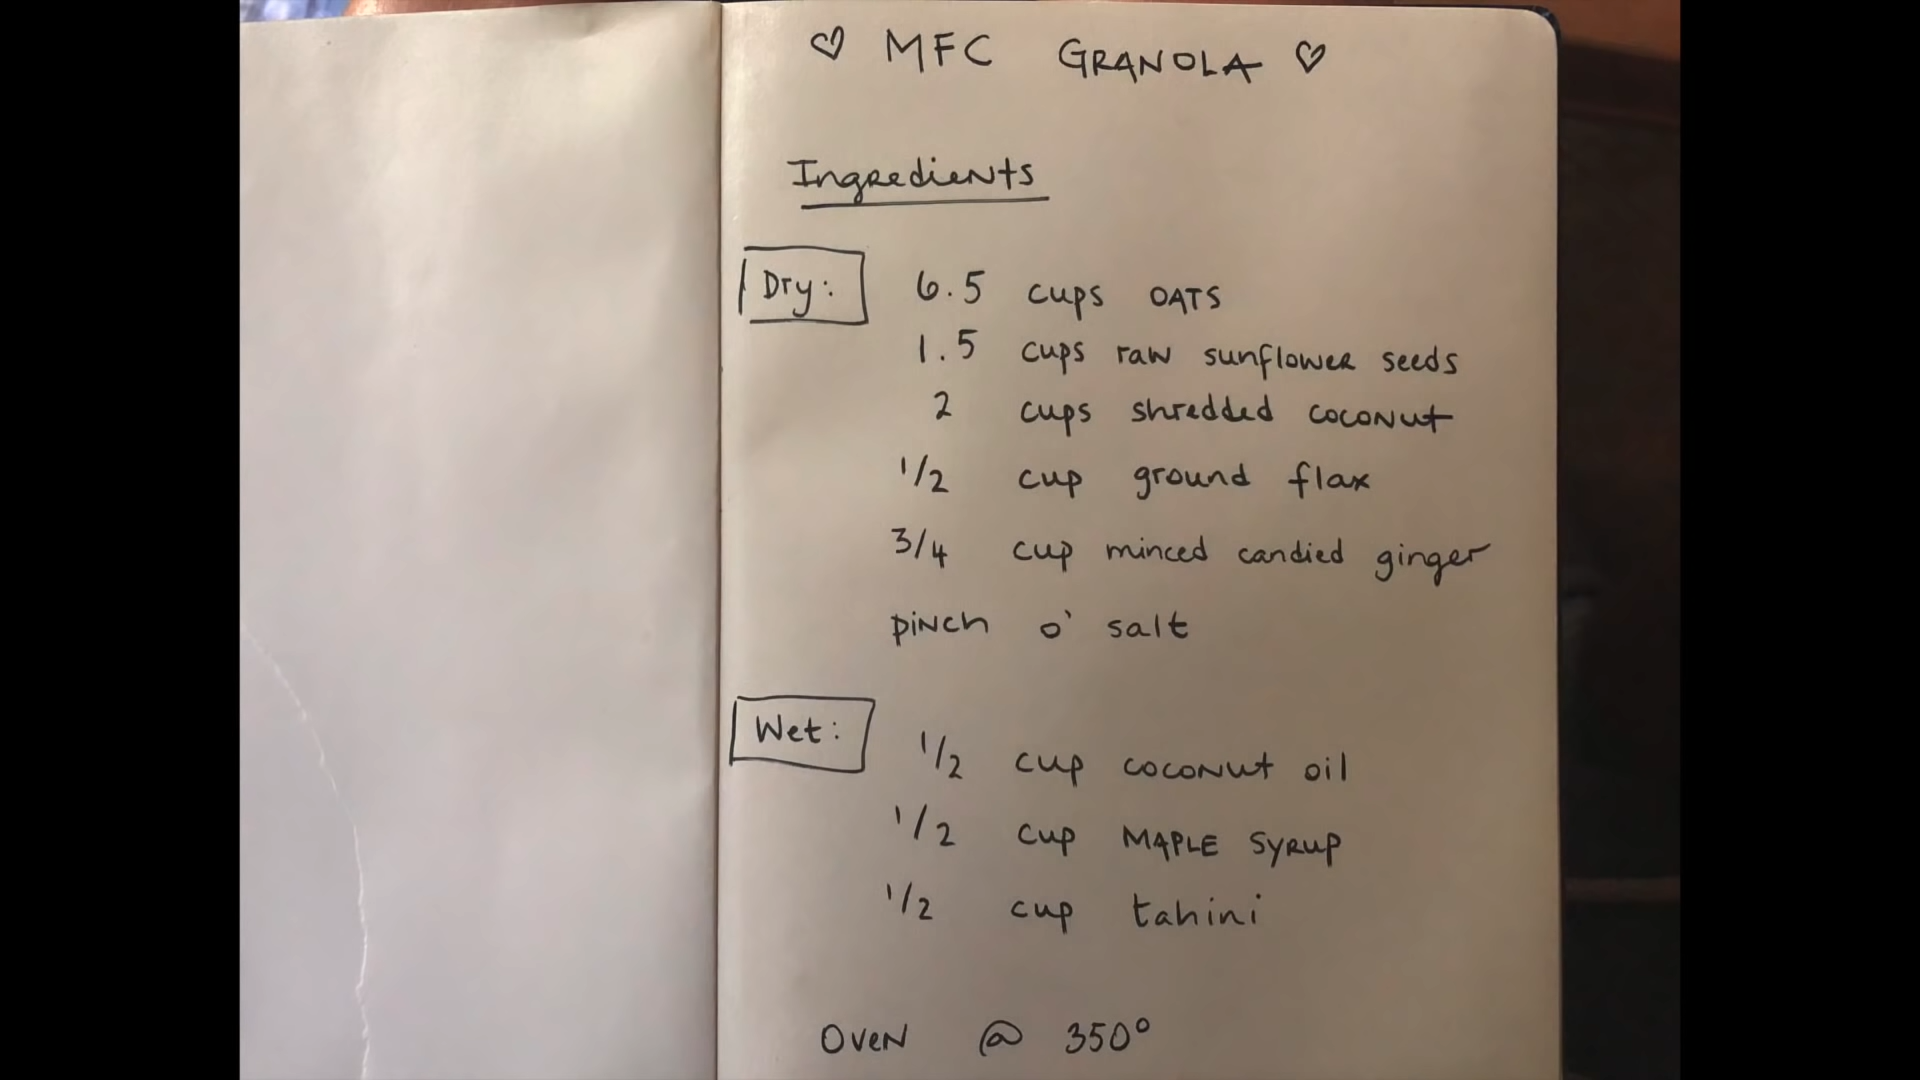 ♡ MFC GRANOLA ♡
Ingredients
Dry: 6.5 cups OATS
1.5 cups raw sunflower seeds
2 cups shredded coconut
1/2 cup ground flax
3/4 cup minced candied ginger
pinch o' salt
Wet: 1/2 cup coconut oil
1/2 cup MAPLE SYRUP
1/2 cup tahini
OVEN @ 350°